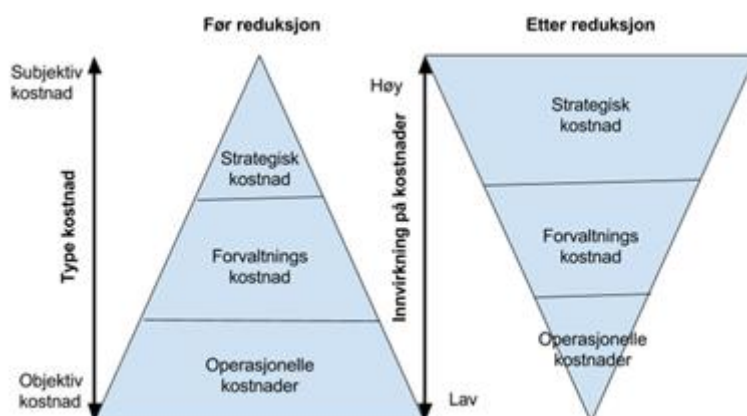 Før reduksjon
Subjektiv
kostnad
Type kostnad
Objektiv
kostnad
Strategisk
kostnad
Forvaltnings
kostnad
Operasjonelle
kostnader
Etter reduksjon
Høy
Innvirkning på kostnader
Lav
Strategisk
kostnad
Forvaltnings
kostnad
Operasjonelle
kostnader